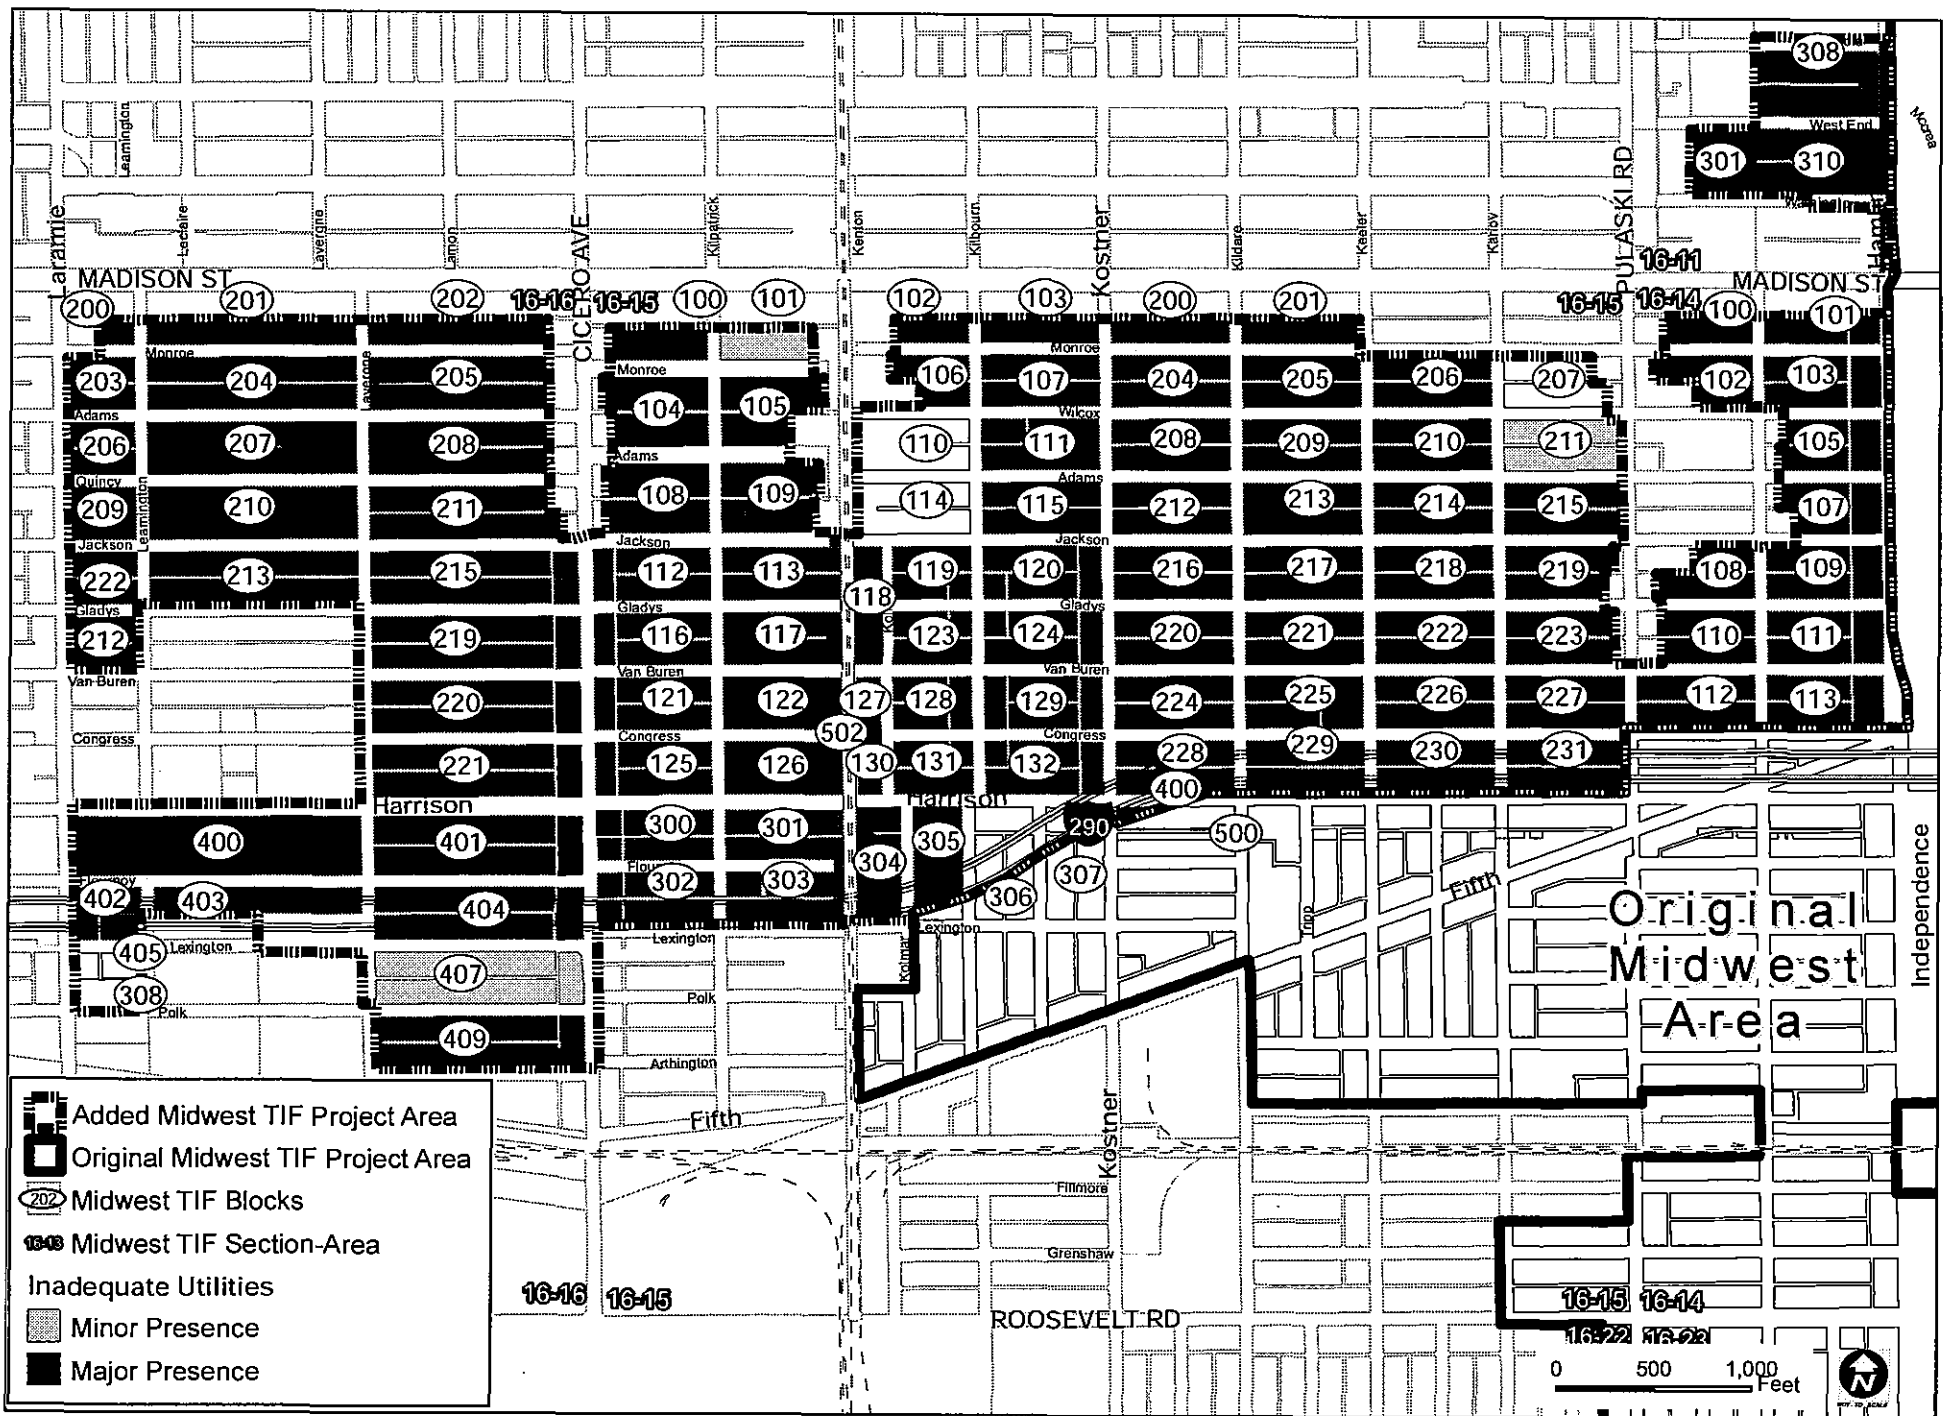 308
Mccrea
West End
301 310
Leamington
Laramie
Leclaire
Lavergne
Lamon
CICERO AVE
Kilpatrick
Kenton
Kilbourn
Kostner
Kildare
Keeler
Karlov
PULASKI RD
16-11
MADISON ST
MADISON ST
200 201 202 16-16 16-15 100 101 102 103 200 201 16-15 16-14 100 101
Monroe
Monroe
Monroe
203 204 205 104 105 106 107 204 205 206 207 102 103
Lavergne
Adams
Wilcox
206 207 208 110 111 208 209 210 211 105
Adams
Quincy
Adams
209 210 211 108 109 114 115 212 213 214 215 107
Leamington
Jackson
Jackson
Jackson
222 213 215 112 113 118 119 120 216 217 218 219 108 109
Gladys
Gladys
Gladys
212 219 116 117 123 124 220 221 222 223 110 111
Van Buren
Van Buren
Van Buren
220 121 122 127 128 129 224 225 226 227 112 113
Congress
Congress
Congress
502
221 125 126 130 131 132 228 229 230 231
Harrison
Harrison
400
400 401 300 301 304 305 290 500
307
306
402 403 404 302 303
Fifth
Lexington
Lexington
Lexington
405 407
308
Polk
Polk
Kolmar
Tripp
Original
Midwest
Area
Independence
409
Arthington
Fifth
Kostner
Fillmore
Grenshaw
16-16 16-15
ROOSEVELT RD
16-15 16-14
16-22 16-23
Added Midwest TIF Project Area
Original Midwest TIF Project Area
202 Midwest TIF Blocks
Midwest TIF Section-Area
Inadequate Utilities
Minor Presence
Major Presence
0 500 1,000
Feet
N
NOT TO SCALE